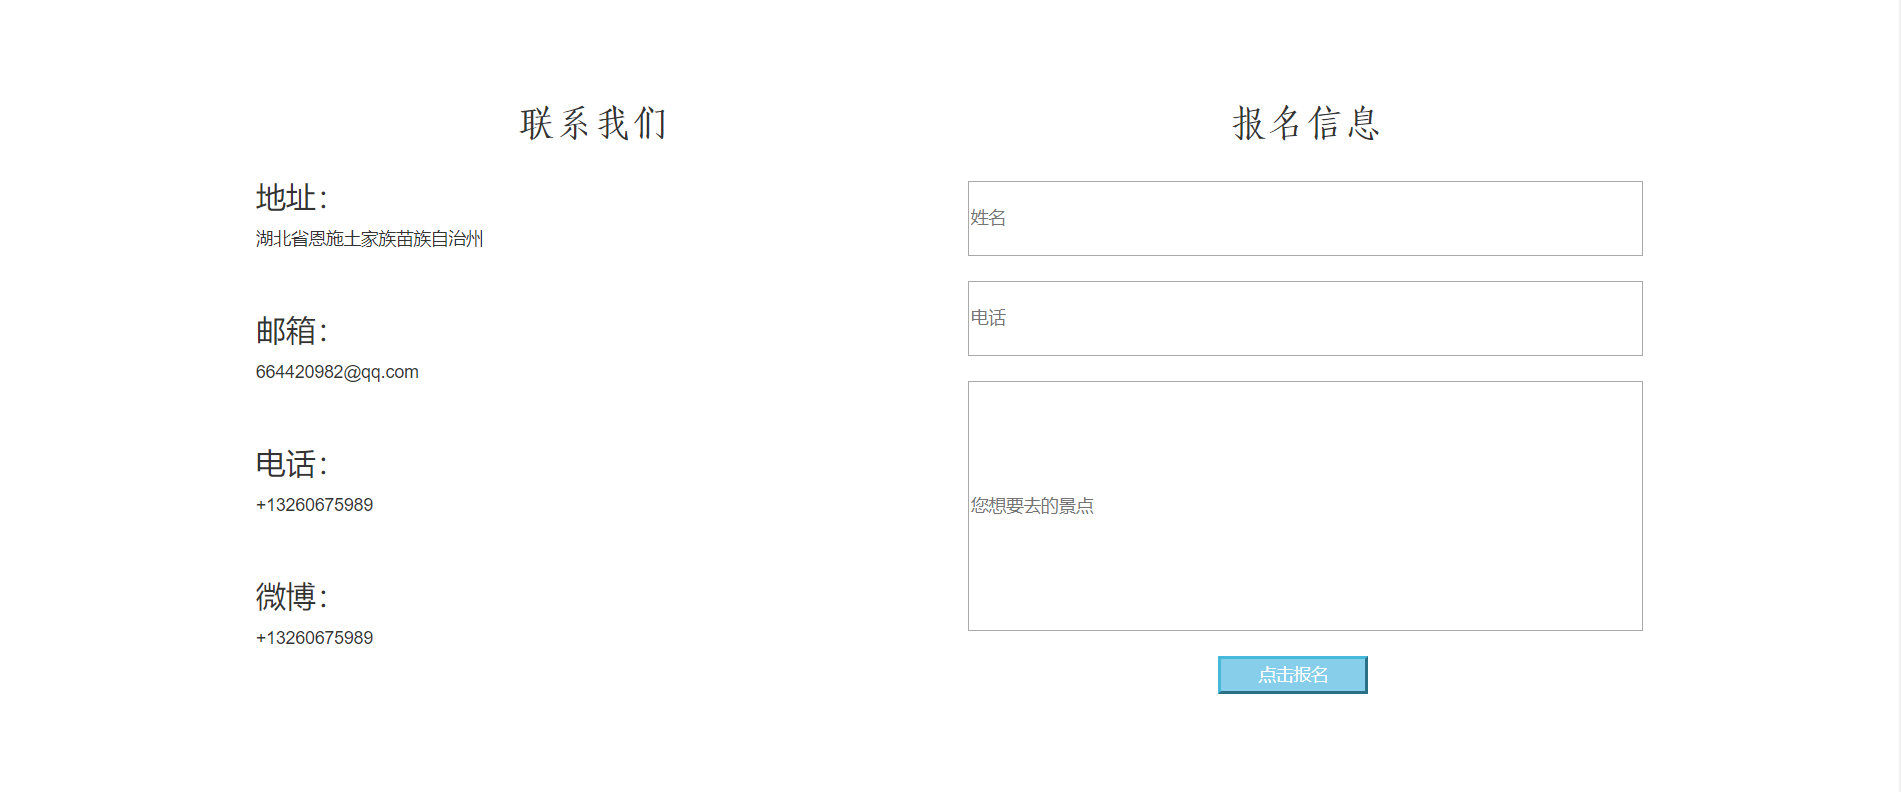 联系我们
地址：
湖北省恩施土家族苗族自治州
邮箱：
664420982@qq.com
电话：
+13260675989
微博：
+13260675989
报名信息
姓名
电话
您想要去的景点
点击报名